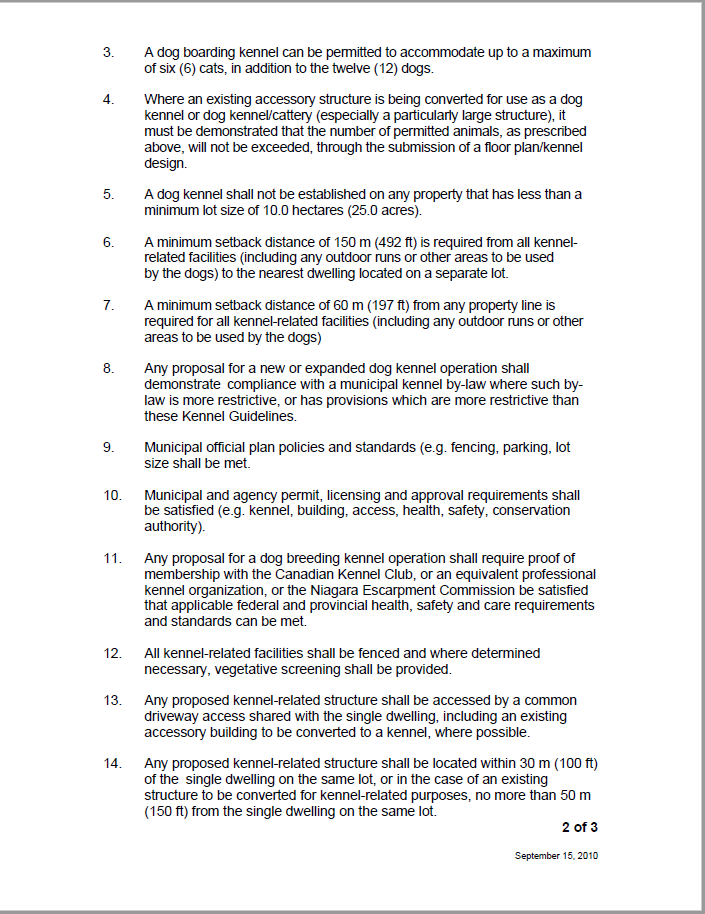 3. A dog boarding kennel can be permitted to accommodate up to a maximum
of six (6) cats, in addition to the twelve (12) dogs.
4. Where an existing accessory structure is being converted for use as a dog
kennel or dog kennel/cattery (especially a particularly large structure), it
must be demonstrated that the number of permitted animals, as prescribed
above, will not be exceeded, through the submission of a floor plan/kennel
design.
5. A dog kennel shall not be established on any property that has less than a
minimum lot size of 10.0 hectares (25.0 acres).
6. A minimum setback distance of 150 m (492 ft) is required from all kennel-
related facilities (including any outdoor runs or other areas to be used
by the dogs) to the nearest dwelling located on a separate lot.
7. A minimum setback distance of 60 m (197 ft) from any property line is
required for all kennel-related facilities (including any outdoor runs or other
areas to be used by the dogs)
8. Any proposal for a new or expanded dog kennel operation shall
demonstrate compliance with a municipal kennel by-law where such by-
law is more restrictive, or has provisions which are more restrictive than
these Kennel Guidelines.
9. Municipal official plan policies and standards (e.g. fencing, parking, lot
size shall be met.
10. Municipal and agency permit, licensing and approval requirements shall
be satisfied (e.g. kennel, building, access, health, safety, conservation
authority).
11. Any proposal for a dog breeding kennel operation shall require proof of
membership with the Canadian Kennel Club, or an equivalent professional
kennel organization, or the Niagara Escarpment Commission be satisfied
that applicable federal and provincial health, safety and care requirements
and standards can be met.
12. All kennel-related facilities shall be fenced and where determined
necessary, vegetative screening shall be provided.
13. Any proposed kennel-related structure shall be accessed by a common
driveway access shared with the single dwelling, including an existing
accessory building to be converted to a kennel, where possible.
14. Any proposed kennel-related structure shall be located within 30 m (100 ft)
of the single dwelling on the same lot, or in the case of an existing
structure to be converted for kennel-related purposes, no more than 50 m
(150 ft) from the single dwelling on the same lot.
2 of 3
September 15, 2010